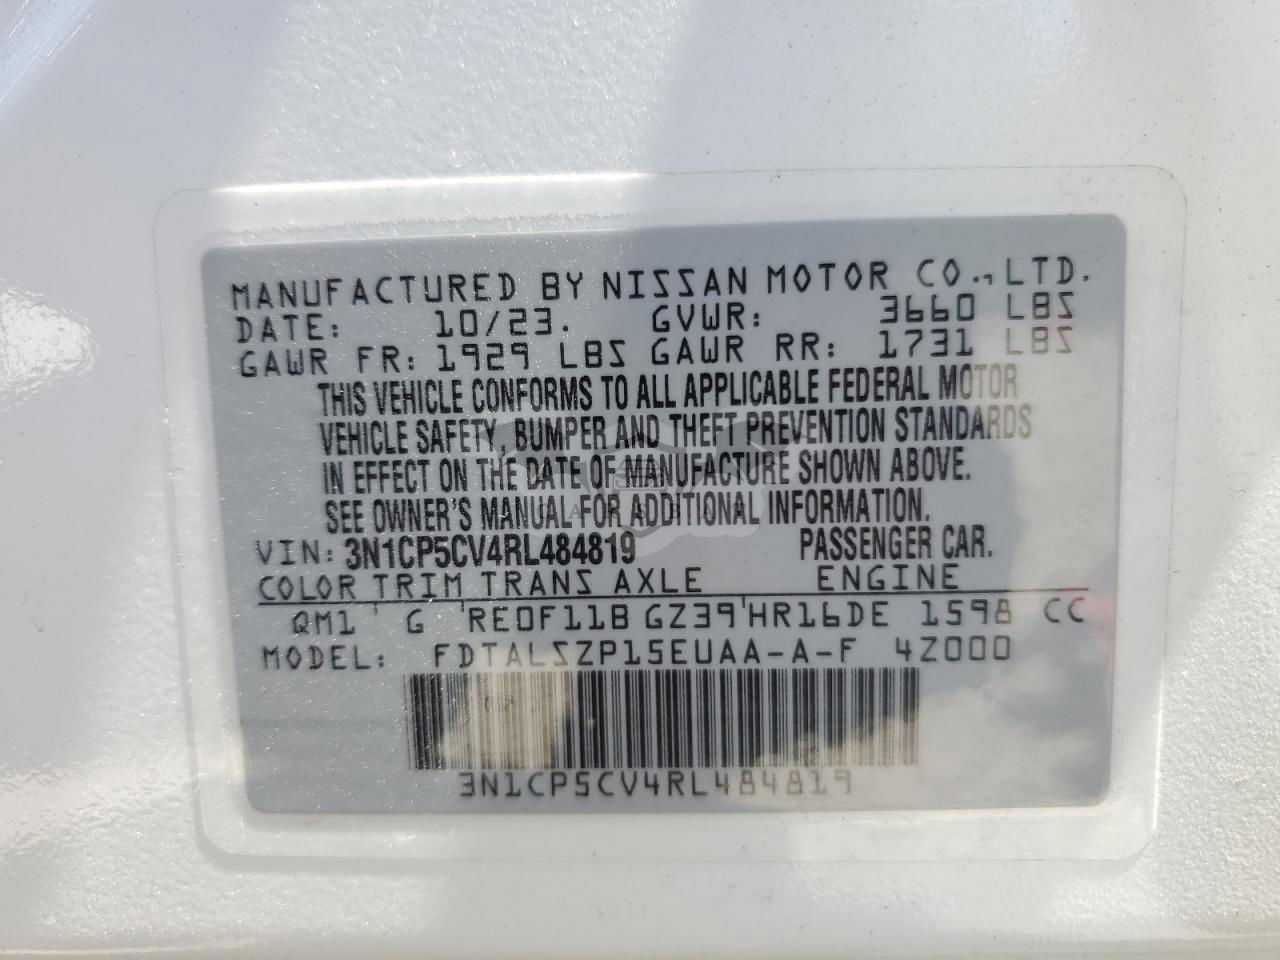 MANUFACTURED BY NISSAN MOTOR CO., LTD.
DATE: 10/23. GVWR: 3660 LBS
GAWR FR: 1929 LBS GAWR RR: 1731 LBS
THIS VEHICLE CONFORMS TO ALL APPLICABLE FEDERAL MOTOR
VEHICLE SAFETY, BUMPER AND THEFT PREVENTION STANDARDS
IN EFFECT ON THE DATE OF MANUFACTURE SHOWN ABOVE.
SEE OWNER'S MANUAL FOR ADDITIONAL INFORMATION.
VIN: 3N1CP5CV4RL484819 PASSENGER CAR.
COLOR TRIM TRANS AXLE ENGINE
QM1 ' G 'RE0F11B GZ39'HR16DE 1598 CC
MODEL: FDTALSZP15EUAA-A-F 4Z000
3N1CP5CV4RL484819